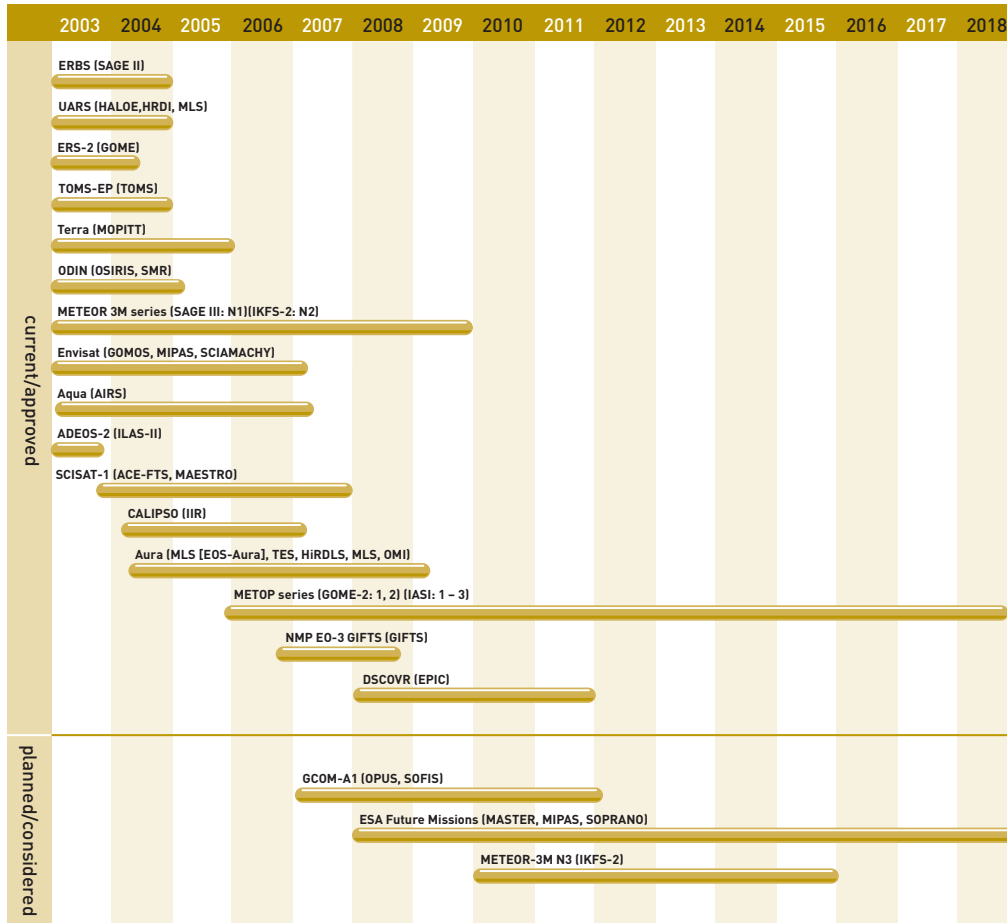 2003 2004 2005 2006 2007 2008 2009 2010 2011 2012 2013 2014 2015 2016 2017 2018
current/approved
ERBS (SAGE II)
UARS (HALOE,HRDI, MLS)
ERS-2 (GOME)
TOMS-EP (TOMS)
Terra (MOPITT)
ODIN (OSIRIS, SMR)
METEOR 3M series (SAGE III: N1)(IKFS-2: N2)
Envisat (GOMOS, MIPAS, SCIAMACHY)
Aqua (AIRS)
ADEOS-2 (ILAS-II)
SCISAT-1 (ACE-FTS, MAESTRO)
CALIPSO (IIR)
Aura (MLS [EOS-Aura], TES, HiRDLS, MLS, OMI)
METOP series (GOME-2: 1, 2) (IASI: 1 – 3)
NMP EO-3 GIFTS (GIFTS)
DSCOVR (EPIC)
planned/considered
GCOM-A1 (OPUS, SOFIS)
ESA Future Missions (MASTER, MIPAS, SOPRANO)
METEOR-3M N3 (IKFS-2)